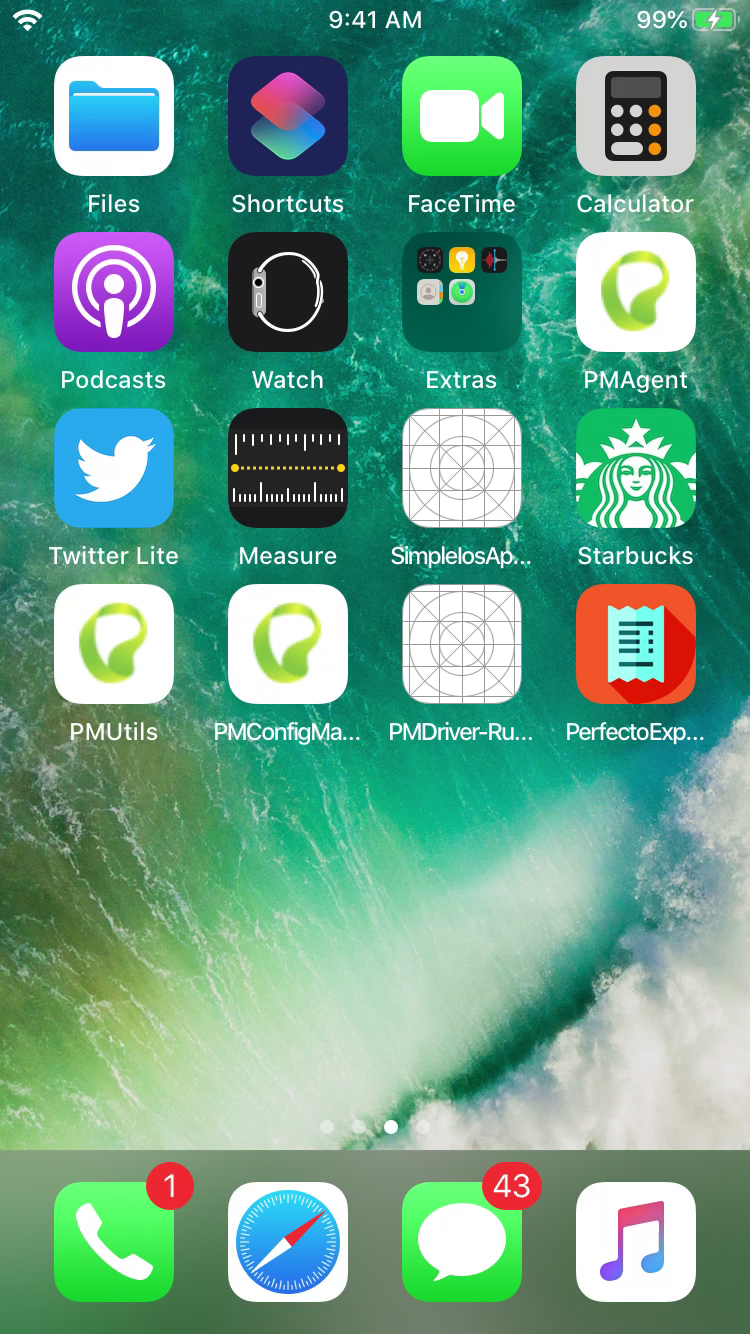 9:41 AM 99%
Files Shortcuts FaceTime Calculator
Podcasts Watch Extras PMAgent
Twitter Lite Measure SimpleIosAp... Starbucks
PMUtils PMConfigMa... PMDriver-Ru... PerfectoExp...
1 43